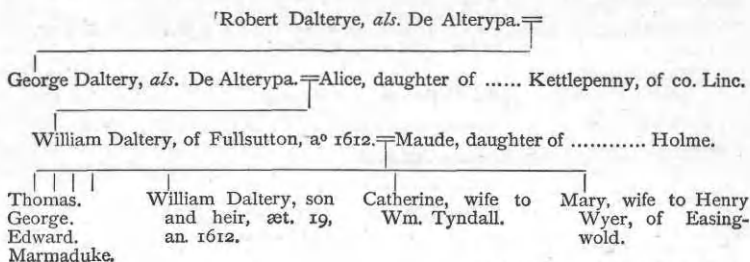 'Robert Dalterye, als. De Alterypa.
George Daltery, als. De Alterypa. Alice, daughter of ...... Kettlepenny, of co. Linc.
William Daltery, of Fullsutton, aº 1612. Maude, daughter of ............ Holme.
Thomas.
George.
Edward.
Marmaduke.
William Daltery, son
and heir, æt. 19,
an. 1612.
Catherine, wife to
Wm. Tyndall.
Mary, wife to Henry
Wyer, of Easing-
wold.